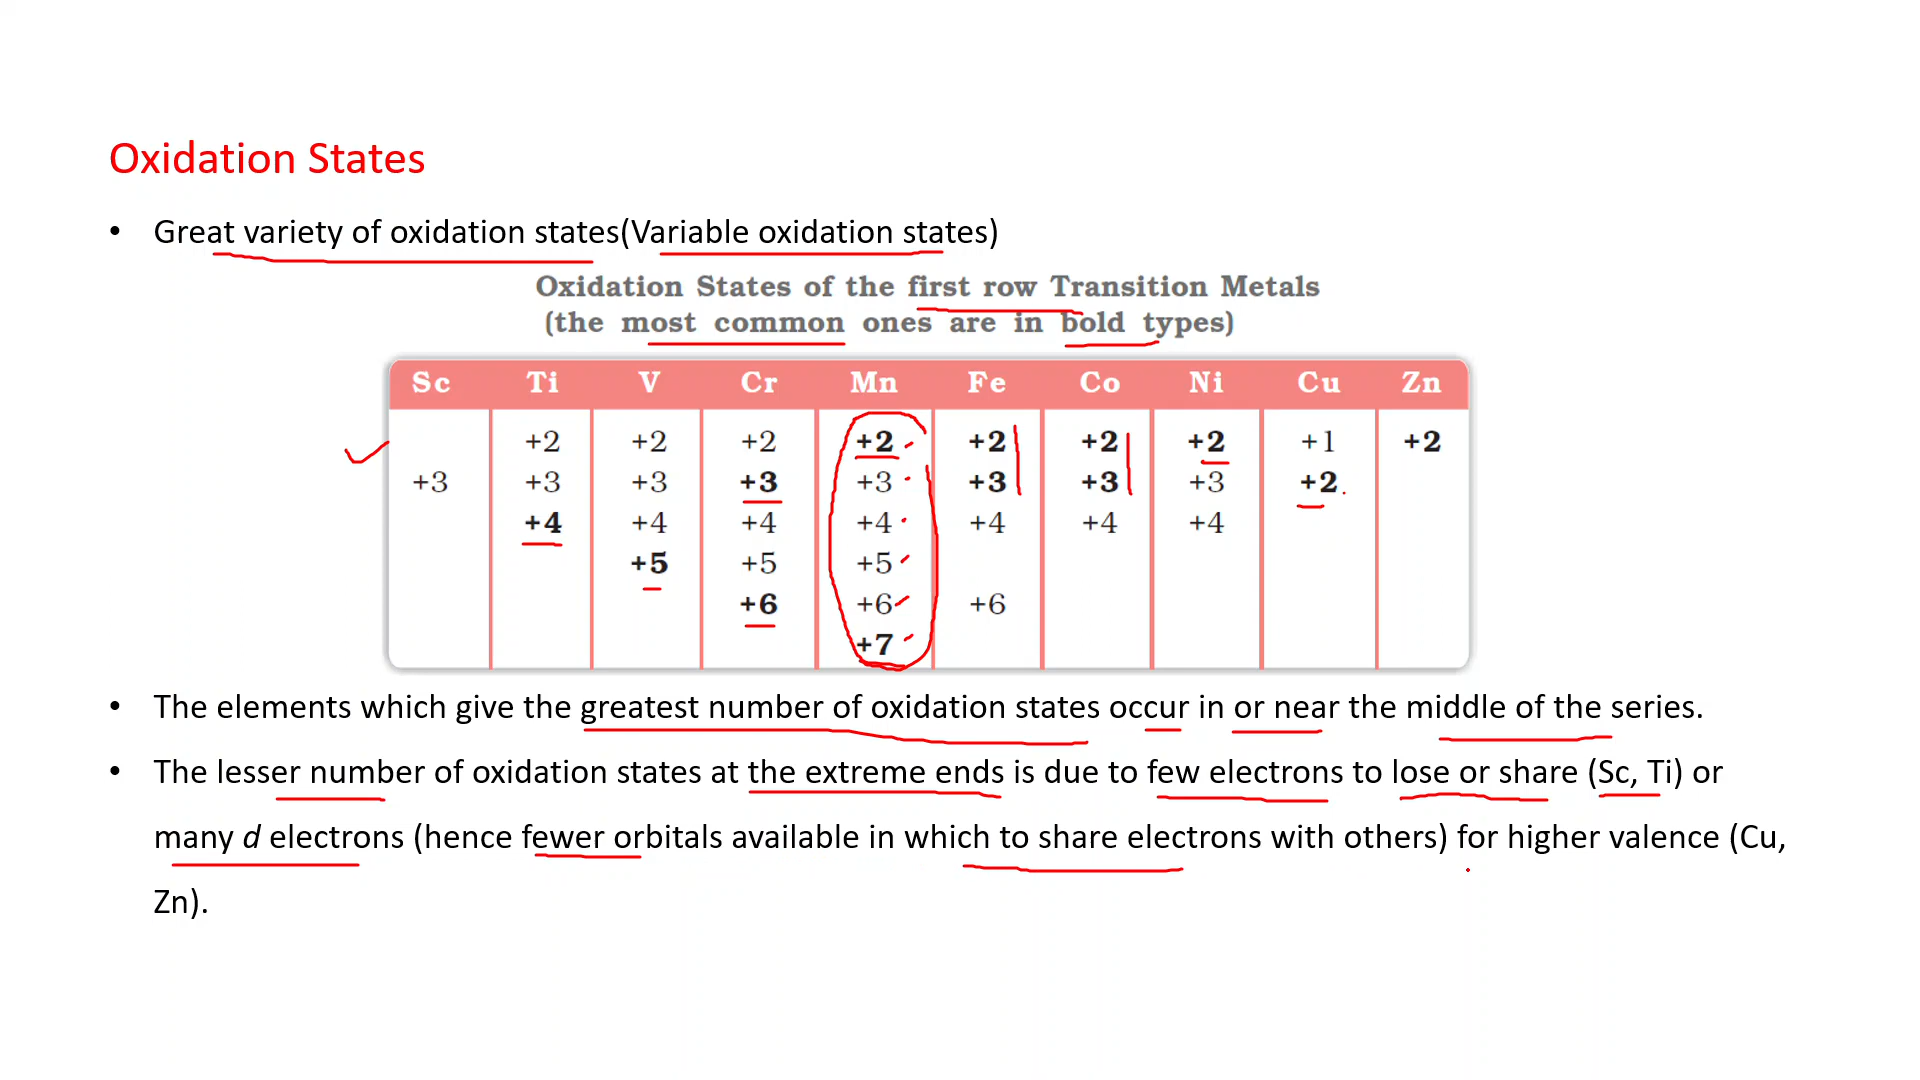 Oxidation States
• Great variety of oxidation states(Variable oxidation states)
Oxidation States of the first row Transition Metals
(the most common ones are in bold types)
Sc Ti V Cr Mn Fe Co Ni Cu Zn
+2 +2 +2 +2 +2 +2 +2 +1 +2
+3 +3 +3 +3 +3 +3 +3 +3 +2
+4 +4 +4 +4 +4 +4 +4
+5 +5 +5
+6 +6 +6
+7
• The elements which give the greatest number of oxidation states occur in or near the middle of the series.
• The lesser number of oxidation states at the extreme ends is due to few electrons to lose or share (Sc, Ti) or
many d electrons (hence fewer orbitals available in which to share electrons with others) for higher valence (Cu,
Zn).